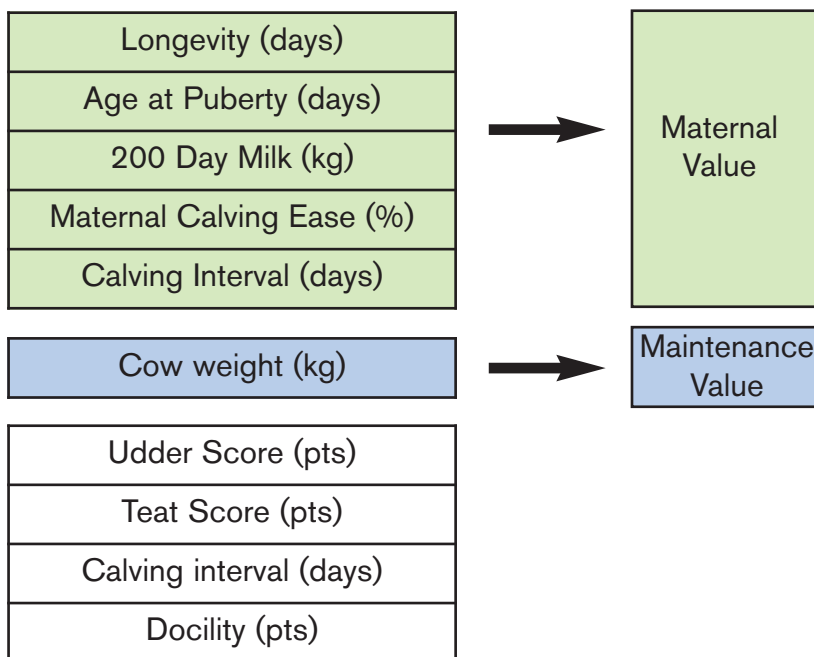 Longevity (days)
Age at Puberty (days)
200 Day Milk (kg)
Maternal Calving Ease (%)
Calving Interval (days)
Maternal
Value
Cow weight (kg)
Maintenance
Value
Udder Score (pts)
Teat Score (pts)
Calving interval (days)
Docility (pts)